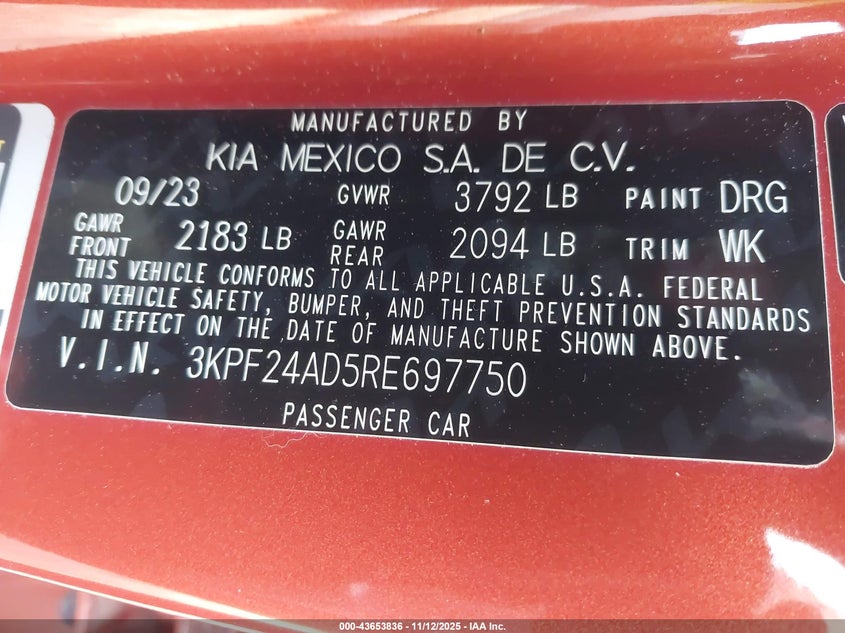 MANUFACTURED BY
KIA MEXICO S.A. DE C.V.
09/23 GVWR 3792 LB PAINT DRG
GAWR FRONT 2183 LB GAWR REAR 2094 LB TRIM WK
THIS VEHICLE CONFORMS TO ALL APPLICABLE U.S.A. FEDERAL
MOTOR VEHICLE SAFETY, BUMPER, AND THEFT PREVENTION STANDARDS
IN EFFECT ON THE DATE OF MANUFACTURE SHOWN ABOVE.
V.I.N. 3KPF24AD5RE697750
PASSENGER CAR
000-43653836 - 11/12/2025 - IAA Inc.